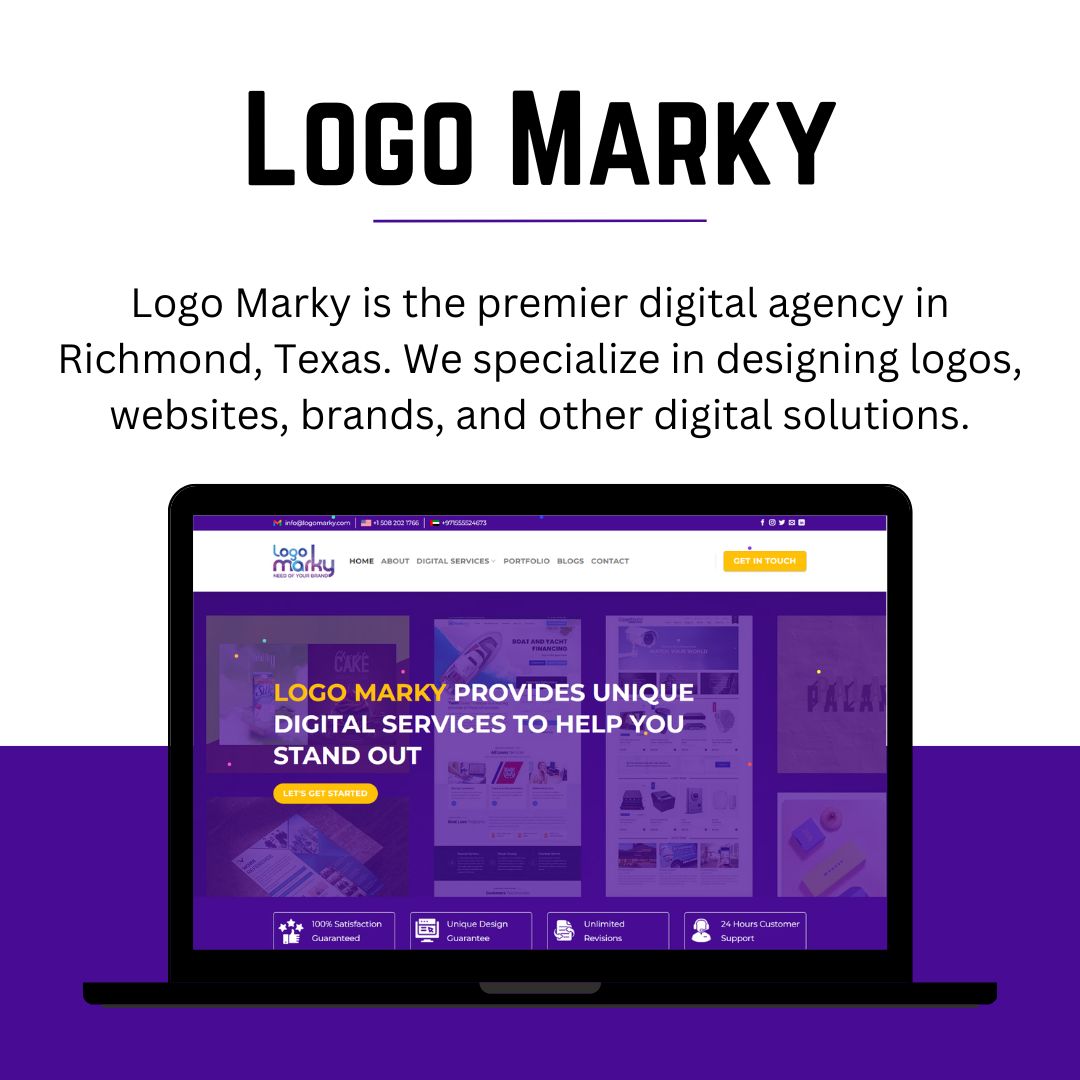 LOGO MARKY
Logo Marky is the premier digital agency in
Richmond, Texas. We specialize in designing logos,
websites, brands, and other digital solutions.
info@logomarky.com +1 508 202 1766 +971555524673
Logo
marky
NEED OF YOUR BRAND
HOME ABOUT DIGITAL SERVICES PORTFOLIO BLOGS CONTACT
GET IN TOUCH
BOAT AND YACHT
FINANCING
CAKE
LOGO MARKY PROVIDES UNIQUE
DIGITAL SERVICES TO HELP YOU
STAND OUT
LET'S GET STARTED
100% Satisfaction
Guaranteed
Unique Design
Guarantee
Unlimited
Revisions
24 Hours Customer
Support